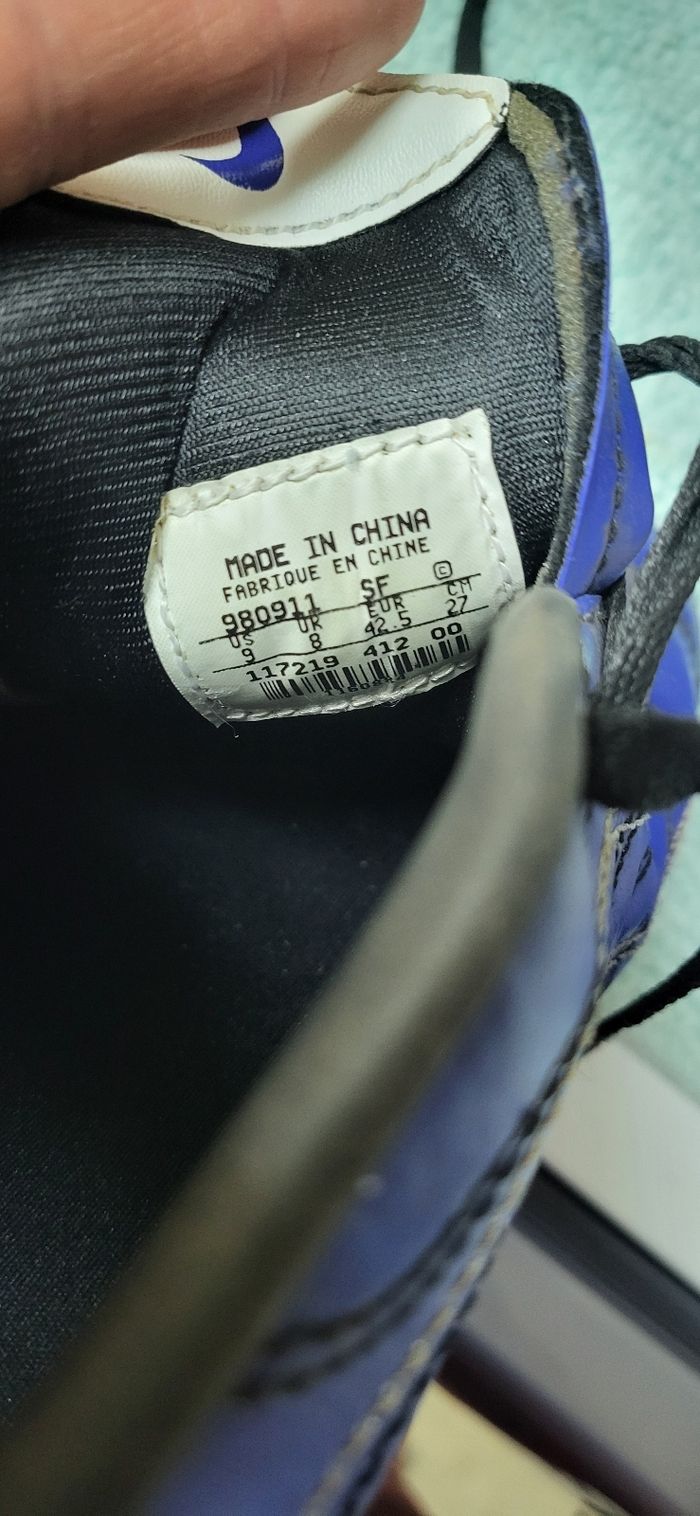 MADE IN CHINA
FABRIQUE EN CHINE
980911 SF ©
US UK EUR CM
9 8 42.5 27
117219 412 00